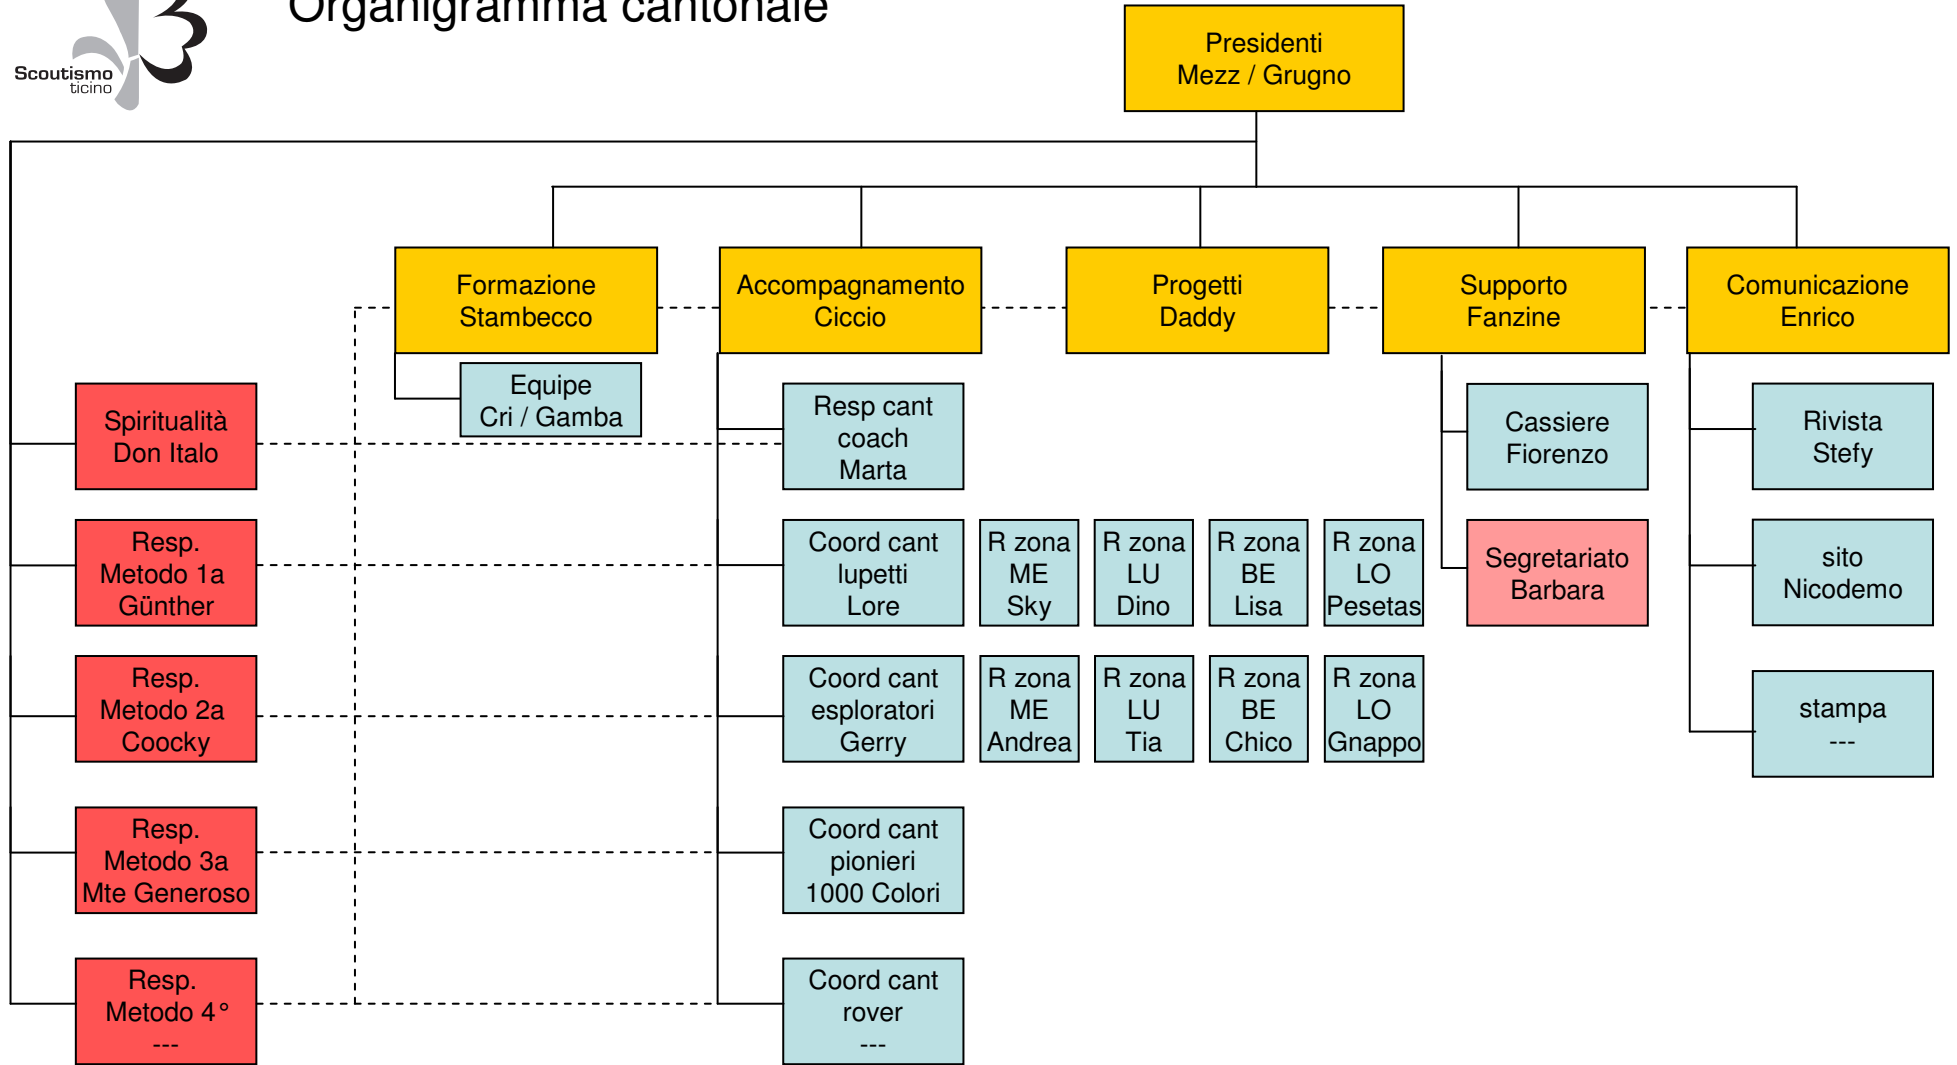 Organigramma cantonale
Scoutismo
ticino
Presidenti
Mezz / Grugno
Formazione
Stambecco
Accompagnamento
Ciccio
Progetti
Daddy
Supporto
Fanzine
Comunicazione
Enrico
Equipe
Cri / Gamba
Spiritualità
Don Italo
Resp cant
coach
Marta
Cassiere
Fiorenzo
Rivista
Stefy
Resp.
Metodo 1a
Günther
Coord cant
lupetti
Lore
R zona
ME
Sky
R zona
LU
Dino
R zona
BE
Lisa
R zona
LO
Pesetas
Segretariato
Barbara
sito
Nicodemo
Resp.
Metodo 2a
Coocky
Coord cant
esploratori
Gerry
R zona
ME
Andrea
R zona
LU
Tia
R zona
BE
Chico
R zona
LO
Gnappo
stampa
---
Resp.
Metodo 3a
Mte Generoso
Coord cant
pionieri
1000 Colori
Resp.
Metodo 4°
---
Coord cant
rover
---